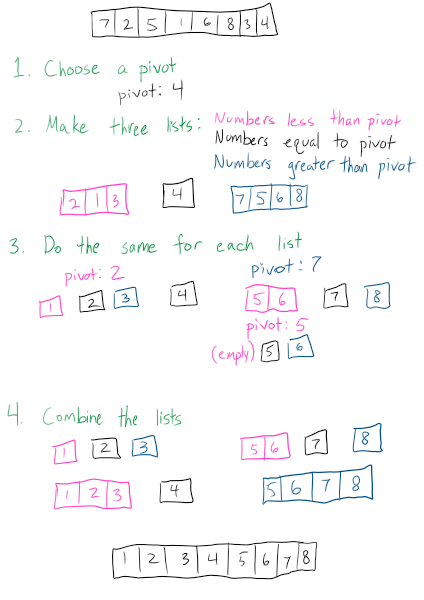 7 2 5 1 6 8 3 4
1. Choose a pivot
pivot: 4
2. Make three lists: Numbers less than pivot
Numbers equal to pivot
Numbers greater than pivot
2 1 3 4 7 5 6 8
3. Do the same for each list
pivot: 2 pivot: 7
1 2 3 4 5 6 7 8
pivot: 5
(empty) 5 6
4. Combine the lists
1 2 3 5 6 7 8
1 2 3 4 5 6 7 8
1 2 3 4 5 6 7 8